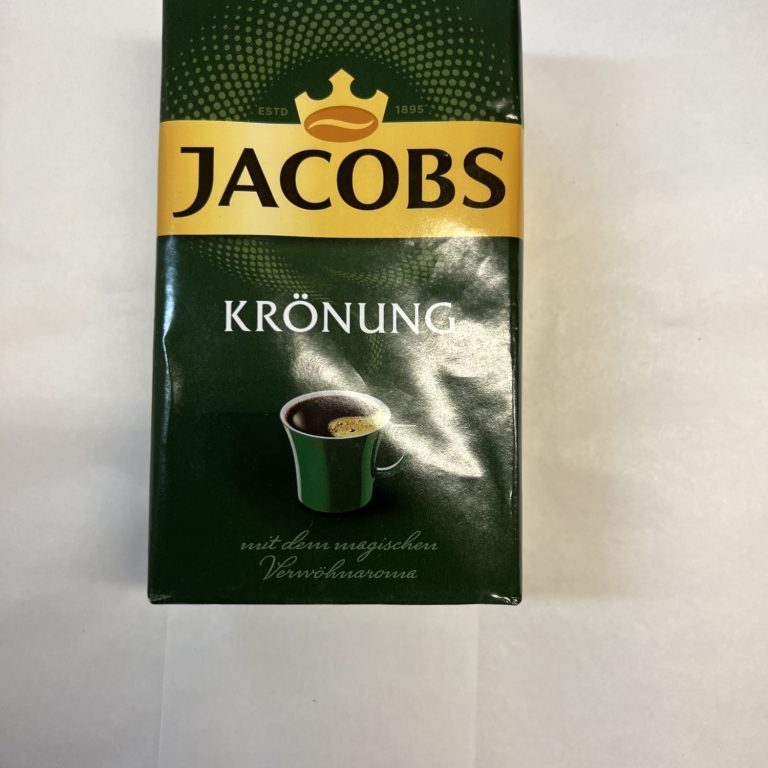 ESTD 1895
JACOBS
KRÖNUNG
mit dem magischen
Verwöhnaroma